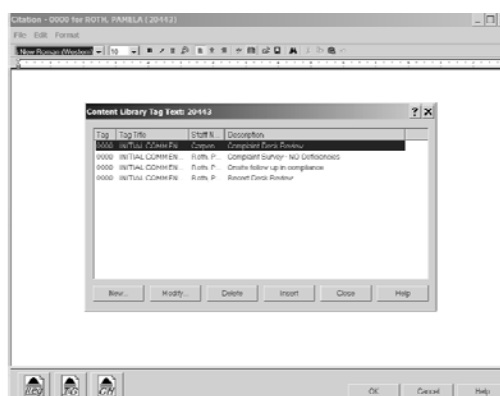 Citation - 0000 for ROTH, PAMELA (20443)
File Edit Format
10
Content Library Tag Text: 20443
Tag Tag Title Staff N... Description
0000 INITIAL COMMEN... Complaint Desk Review
0000 INITIAL COMMEN... Roth, P... Complaint Survey - NO Deficiencies
0000 INITIAL COMMEN... Roth, P... Onsite follow up in compliance
0000 INITIAL COMMEN... Roth, P... Report Desk Review
New... Modify... Delete Insert Close Help
OK Cancel Help